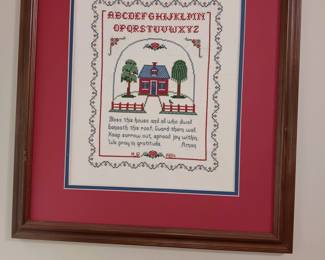 ABCDEFGHIJKLMN
OPQRSTUVWXYZ
Bless this house and all who dwell
beneath the roof. Guard them well.
Keep sorrow out, spread joy within,
We pray in gratitude. Amen